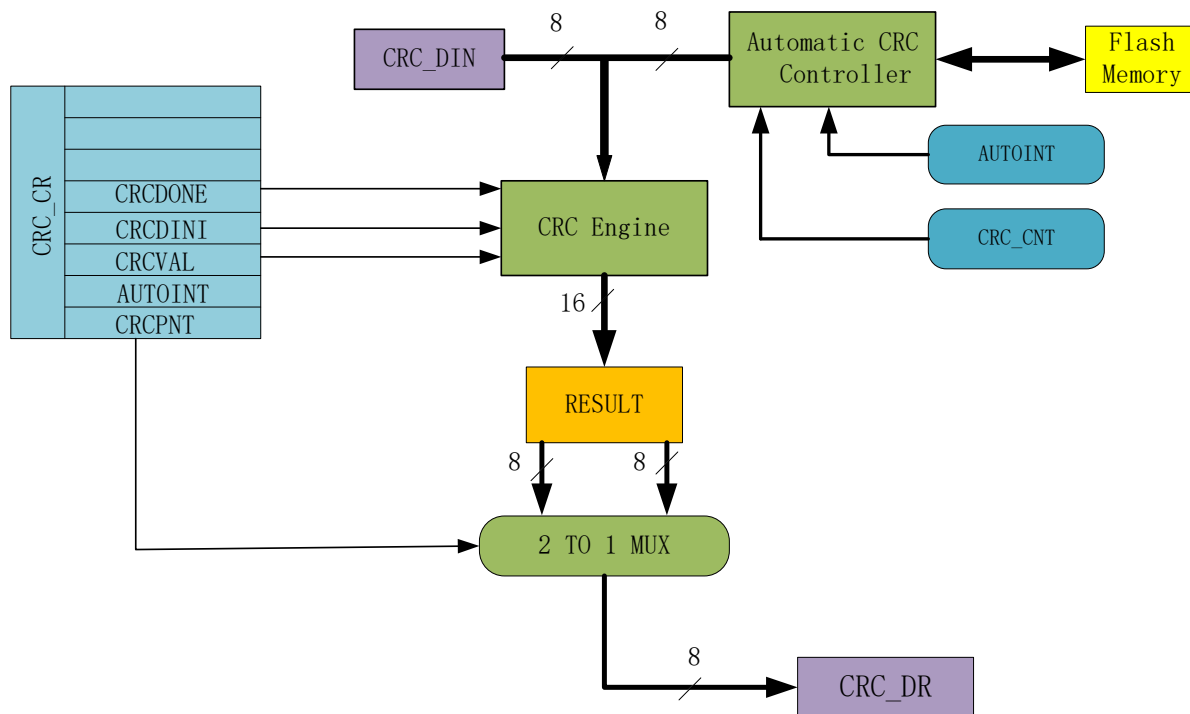 8
8
CRC_DIN
Automatic CRC
Controller
Flash
Memory
AUTOINT
CRC_CNT
CRC_CR
CRCDONE
CRCDINI
CRCVAL
AUTOINT
CRCPNT
CRC Engine
16
RESULT
8
8
2 TO 1 MUX
8
CRC_DR